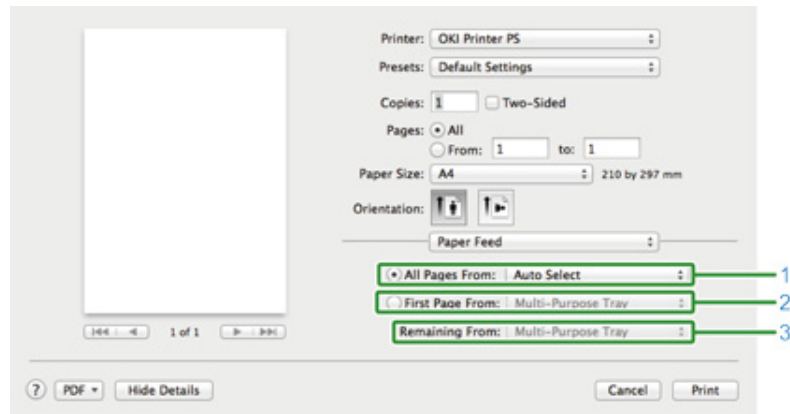 Printer: OKI Printer PS
Presets: Default Settings
Copies: 1 Two-Sided
Pages: All
From: 1 to: 1
Paper Size: A4 210 by 297 mm
Orientation:
Paper Feed
All Pages From: Auto Select 1
First Page From: Multi-Purpose Tray 2
Remaining From: Multi-Purpose Tray 3
1 of 1
? PDF Hide Details Cancel Print